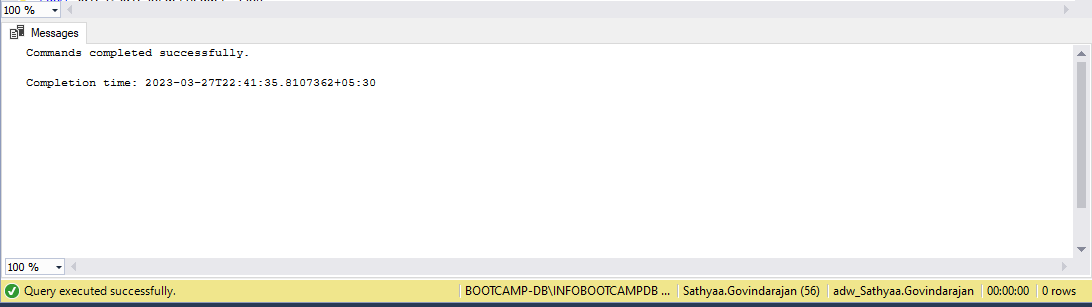 100 %
Messages
Commands completed successfully.
Completion time: 2023-03-27T22:41:35.8107362+05:30
100 %
Query executed successfully.
BOOTCAMP-DB\INFOBOOTCAMPDB ...
Sathyaa.Govindarajan (56)
adw_Sathyaa.Govindarajan
00:00:00
0 rows